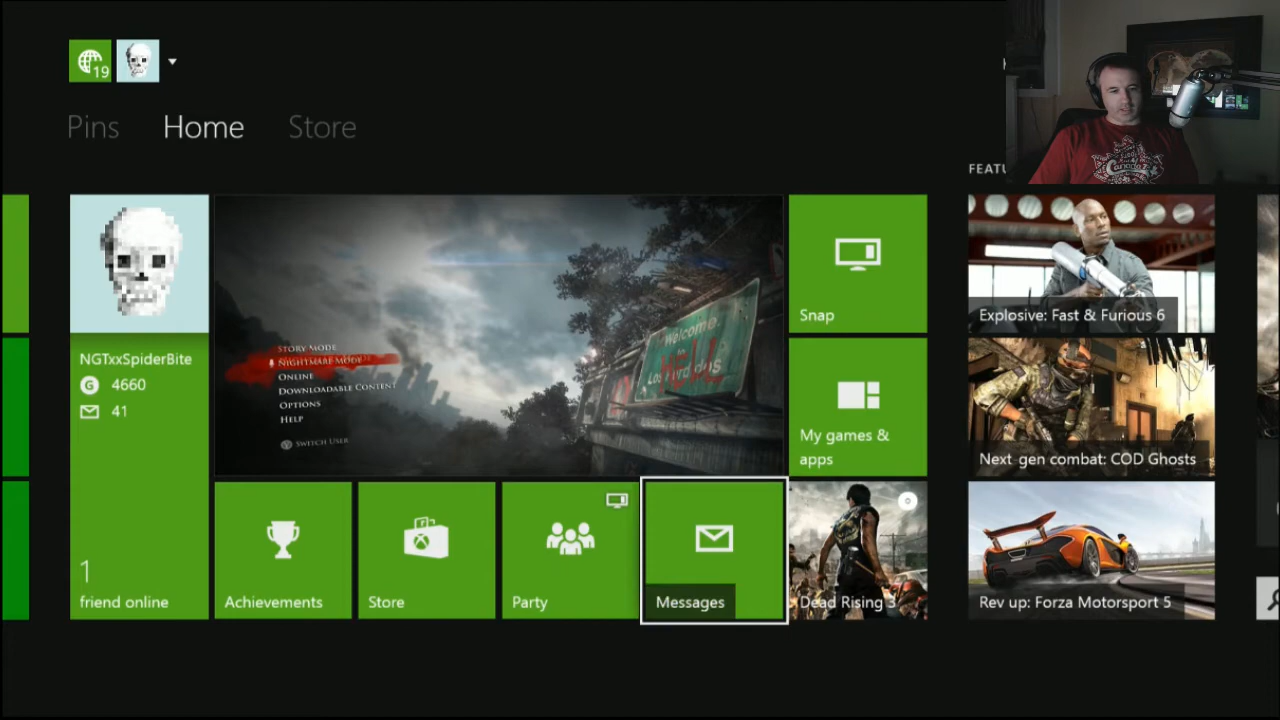 19
Pins
Home
Store
FEATU
NGTxxSpiderBite
G 4660
41
1
friend online
STORY MODE
NIGHTMARE MODE
ONLINE
DOWNLOADABLE CONTENT
OPTIONS
HELP
SWITCH USER
Welcome
HELL
Snap
My games &
apps
Achievements
Store
Party
Messages
Dead Rising 3
Explosive: Fast & Furious 6
Next-gen combat: COD Ghosts
Rev up: Forza Motorsport 5
Canada